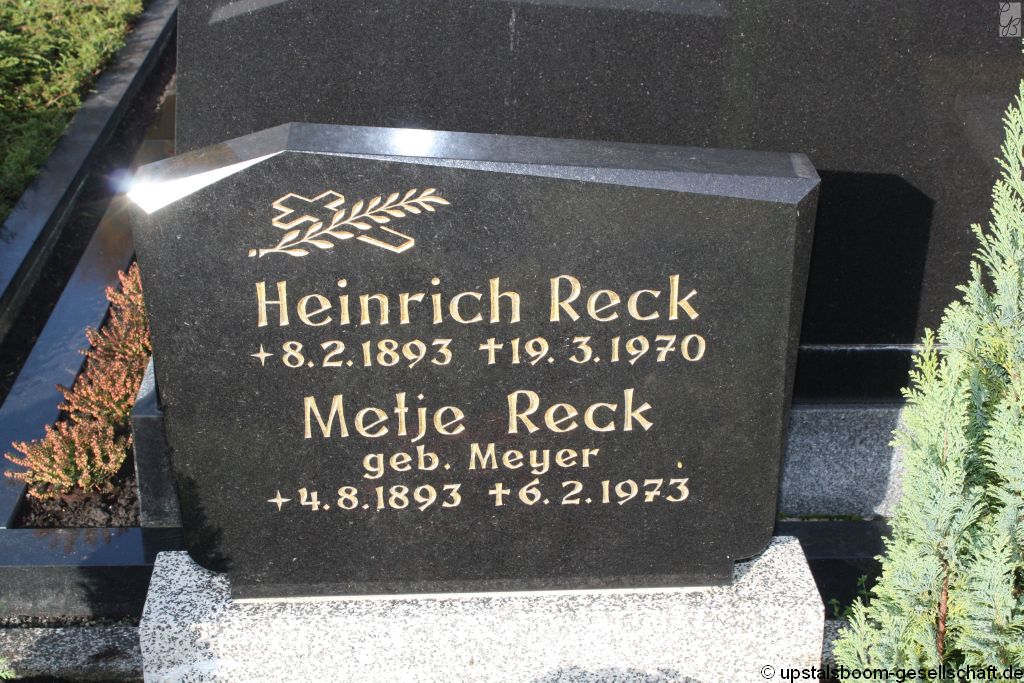 Heinrich Reck
+8.2.1893 †19.3.1970
Metje Reck
geb. Meyer
+4.8.1893 †6.2.1973
© upstalsboom-gesellschaft.de